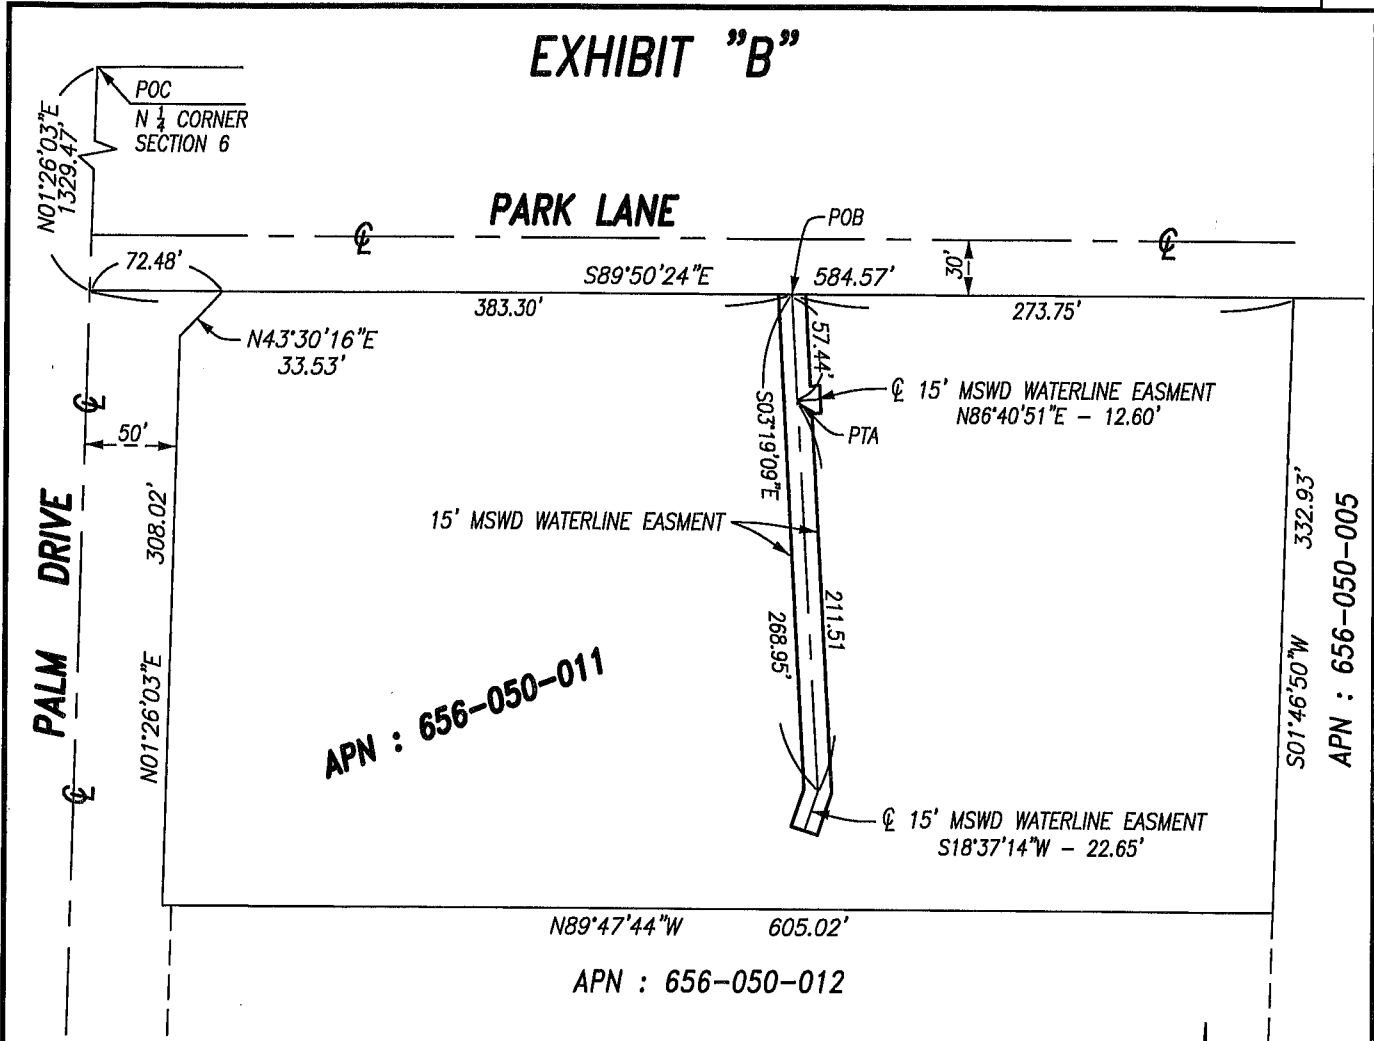 EXHIBIT "B"
POC
N 1/4 CORNER
SECTION 6
N01°26'03"E
1329.47'
PARK LANE
POB
℄
℄
72.48'
S89°50'24"E
584.57'
30'
383.30'
273.75'
N43°30'16"E
33.53'
57.44'
℄ 15' MSWD WATERLINE EASMENT
N86°40'51"E - 12.60'
PTA
S03°19'09"E
℄
50'
15' MSWD WATERLINE EASMENT
308.02'
N01°26'03"E
PALM DRIVE
℄
332.93'
S01°46'50"W
APN : 656-050-005
211.51
268.95'
APN : 656-050-011
℄ 15' MSWD WATERLINE EASMENT
S18°37'14"W - 22.65'
N89°47'44"W
605.02'
APN : 656-050-012